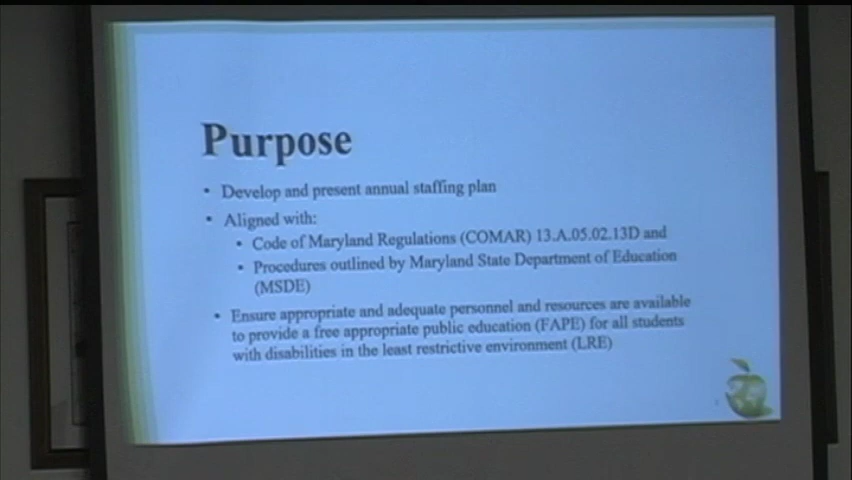 Purpose
• Develop and present annual staffing plan
• Aligned with:
• Code of Maryland Regulations (COMAR) 13.A.05.02.13D and
• Procedures outlined by Maryland State Department of Education
(MSDE)
• Ensure appropriate and adequate personnel and resources are available
to provide a free appropriate public education (FAPE) for all students
with disabilities in the least restrictive environment (LRE)